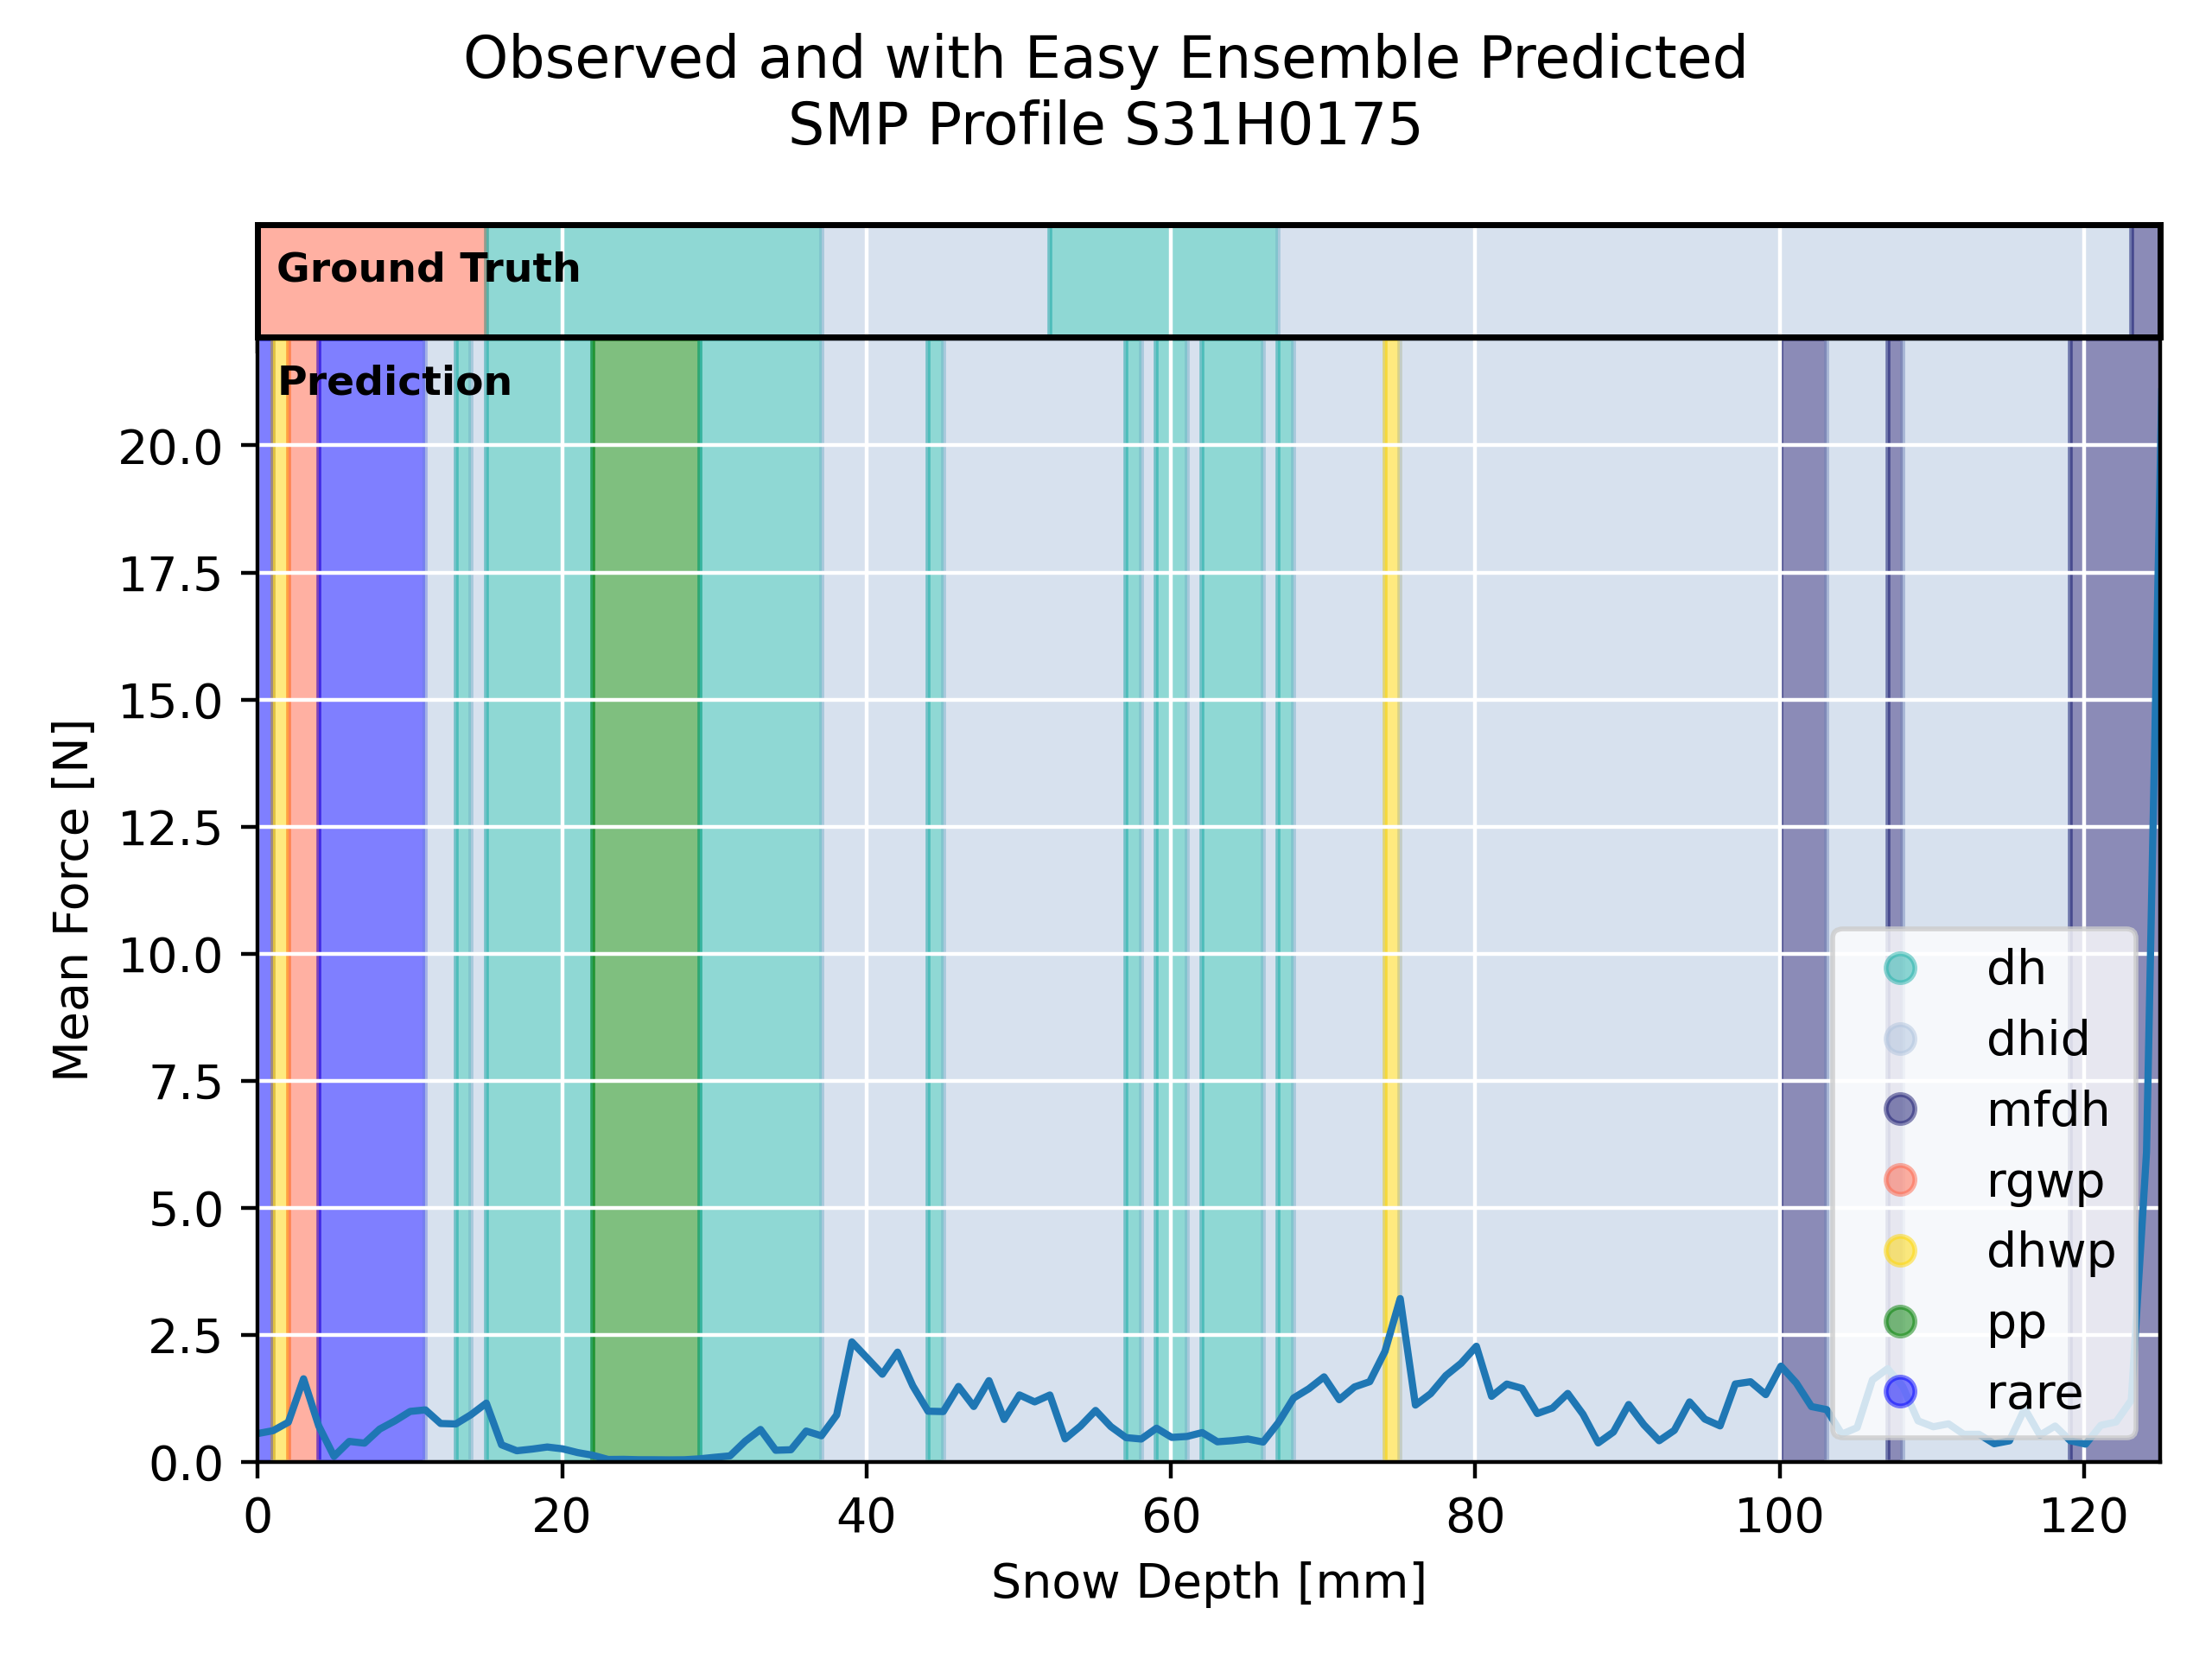 Observed and with Easy Ensemble Predicted
SMP Profile S31H0175
Ground Truth
Prediction
20.0
17.5
15.0
12.5
10.0
7.5
5.0
2.5
0.0
Mean Force [N]
dh
dhid
mfdh
rgwp
dhwp
pp
rare
0 20 40 60 80 100 120
Snow Depth [mm]